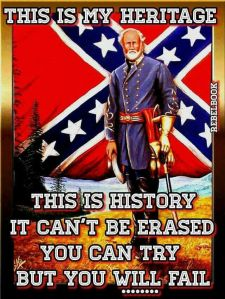 THIS IS MY HERITAGE
REBELBOOK
THIS IS HISTORY
IT CAN'T BE ERASED
YOU CAN TRY
BUT YOU WILL FAIL